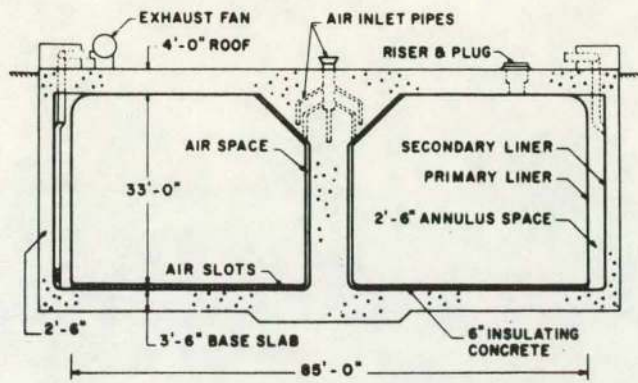 EXHAUST FAN
4'-0" ROOF
AIR INLET PIPES
RISER & PLUG
AIR SPACE
SECONDARY LINER
PRIMARY LINER
33'-0"
2'-6" ANNULUS SPACE
AIR SLOTS
2'-6"
3'-6" BASE SLAB
6" INSULATING
CONCRETE
85'-0"